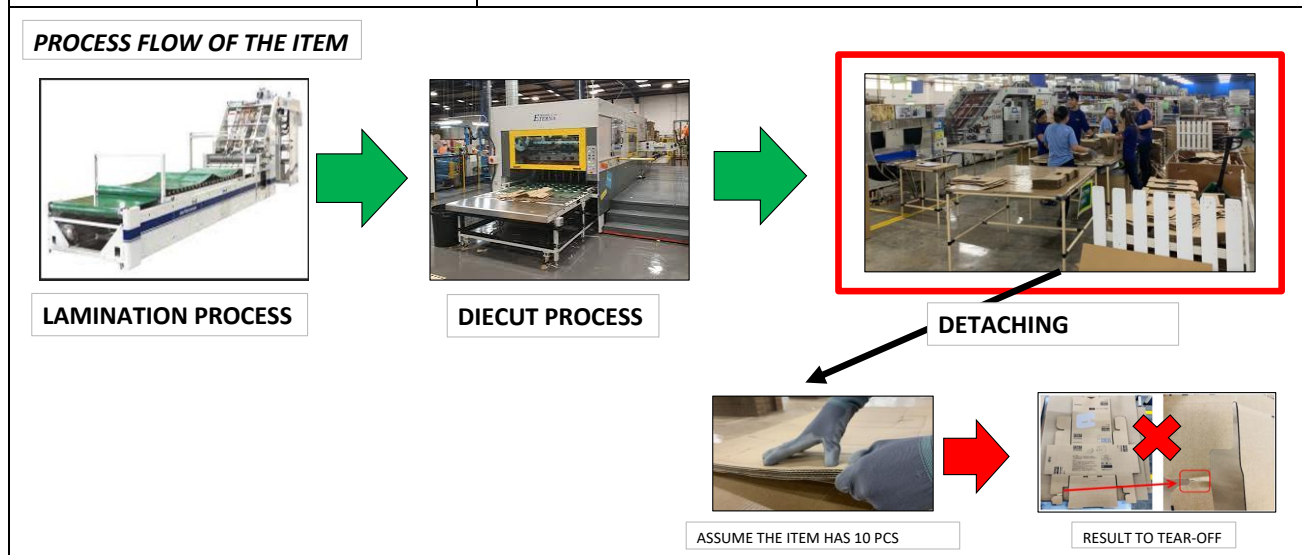 PROCESS FLOW OF THE ITEM
ETERNA
LAMINATION PROCESS
DIECUT PROCESS
DETACHING
ASSUME THE ITEM HAS 10 PCS
RESULT TO TEAR-OFF